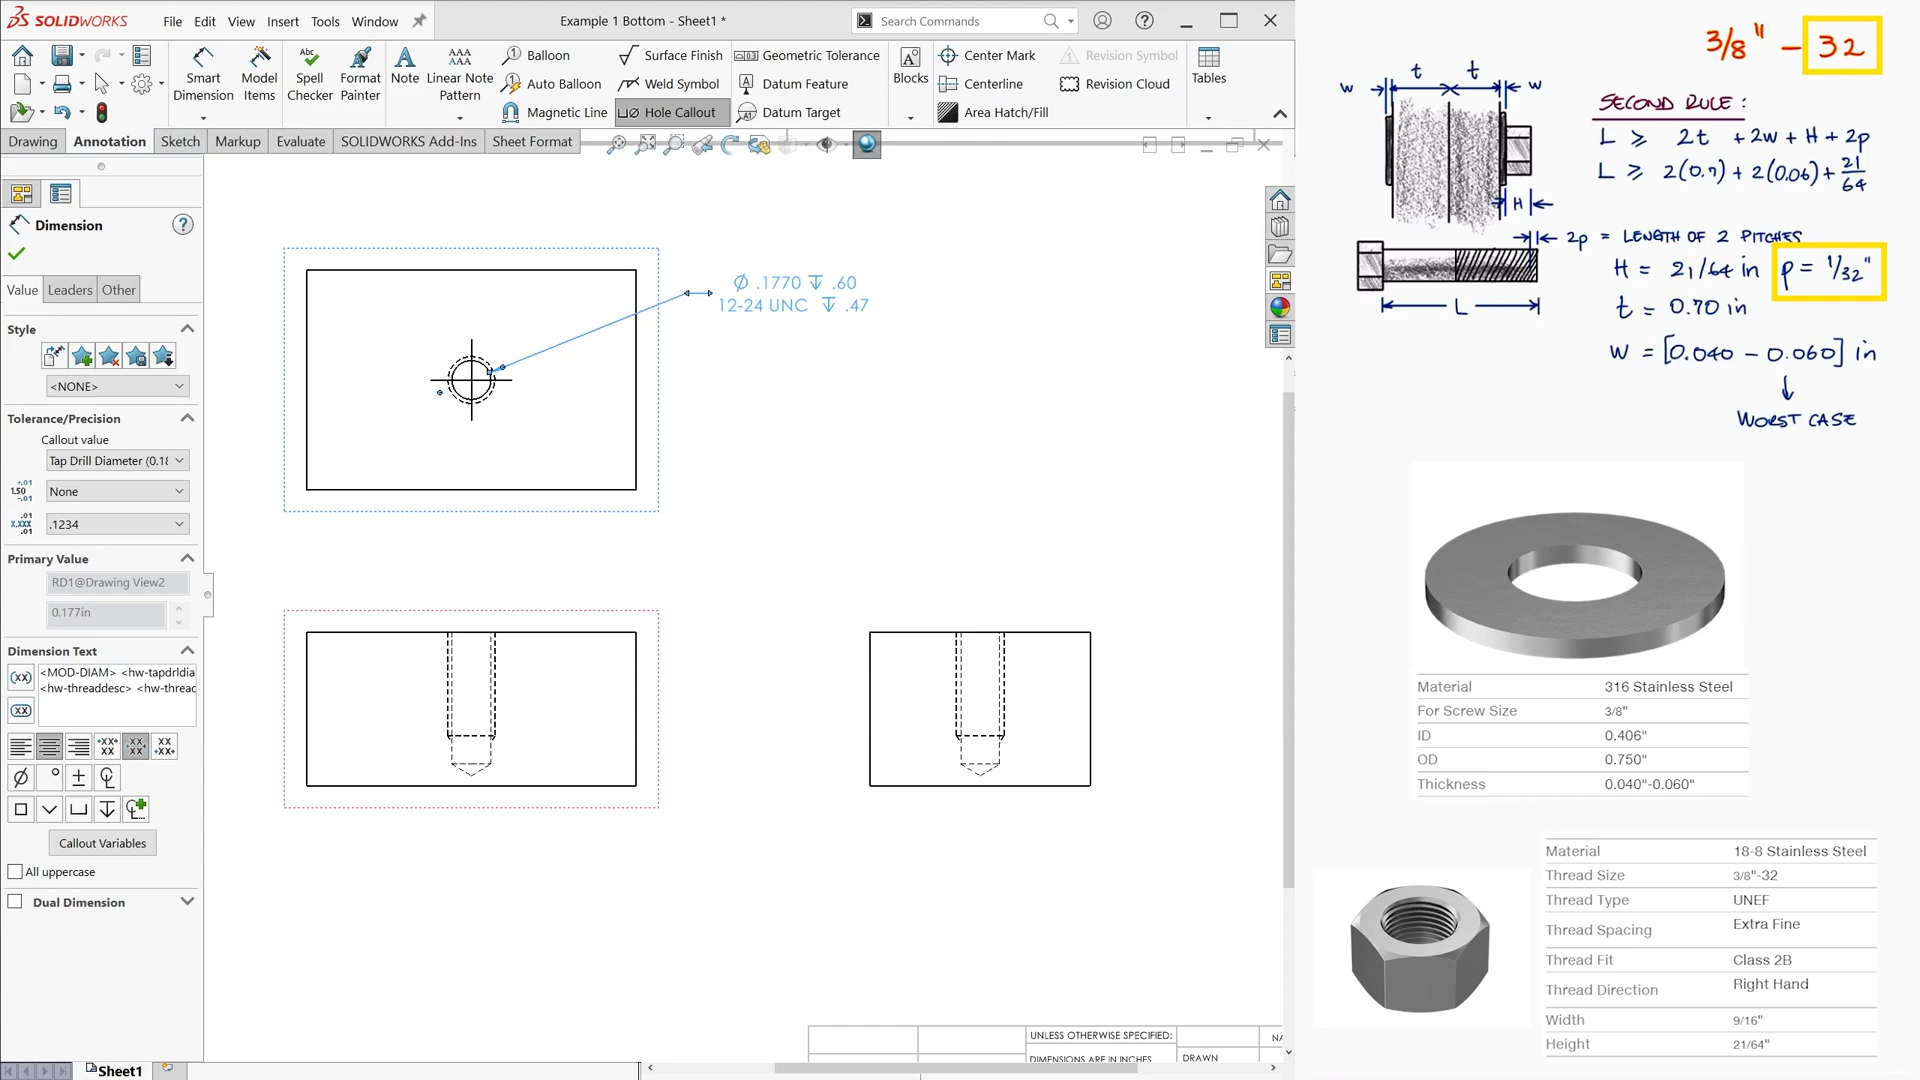 SOLIDWORKS File Edit View Insert Tools Window Example 1 Bottom - Sheet1 * Search Commands
Smart Dimension
Model Items
Spell Checker
Format Painter
Note
Linear Note Pattern
Balloon
Auto Balloon
Magnetic Line
Surface Finish
Weld Symbol
Hole Callout
Geometric Tolerance
Datum Feature
Datum Target
Blocks
Center Mark
Centerline
Area Hatch/Fill
Revision Symbol
Revision Cloud
Tables
Drawing Annotation Sketch Markup Evaluate SOLIDWORKS Add-Ins Sheet Format
Dimension
Value Leaders Other
Style
<NONE>
Tolerance/Precision
Callout value
Tap Drill Diameter (0.18
None
.1234
Primary Value
RD1@Drawing View2
0.177in
Dimension Text
<MOD-DIAM> <hw-tapdrldia
<hw-threaddesc> <hw-thread
Callout Variables
All uppercase
Dual Dimension
Sheet1
Ø .1770 ↧ .60
12-24 UNC ↧ .47
UNLESS OTHERWISE SPECIFIED:
DIMENSIONS ARE IN INCHES
DRAWN
NA
3/8" - 32
w t t w
H
L
SECOND RULE:
L ≥ 2t + 2w + H + 2p
L ≥ 2(0.7) + 2(0.06) + 21/64
2p = LENGTH OF 2 PITCHES
H = 21/64 in p = 1/32"
t = 0.70 in
W = [0.040 - 0.060] in
↓
WORST CASE
Material 316 Stainless Steel
For Screw Size 3/8"
ID 0.406"
OD 0.750"
Thickness 0.040"-0.060"
Material 18-8 Stainless Steel
Thread Size 3/8"-32
Thread Type UNEF
Thread Spacing Extra Fine
Thread Fit Class 2B
Thread Direction Right Hand
Width 9/16"
Height 21/64"